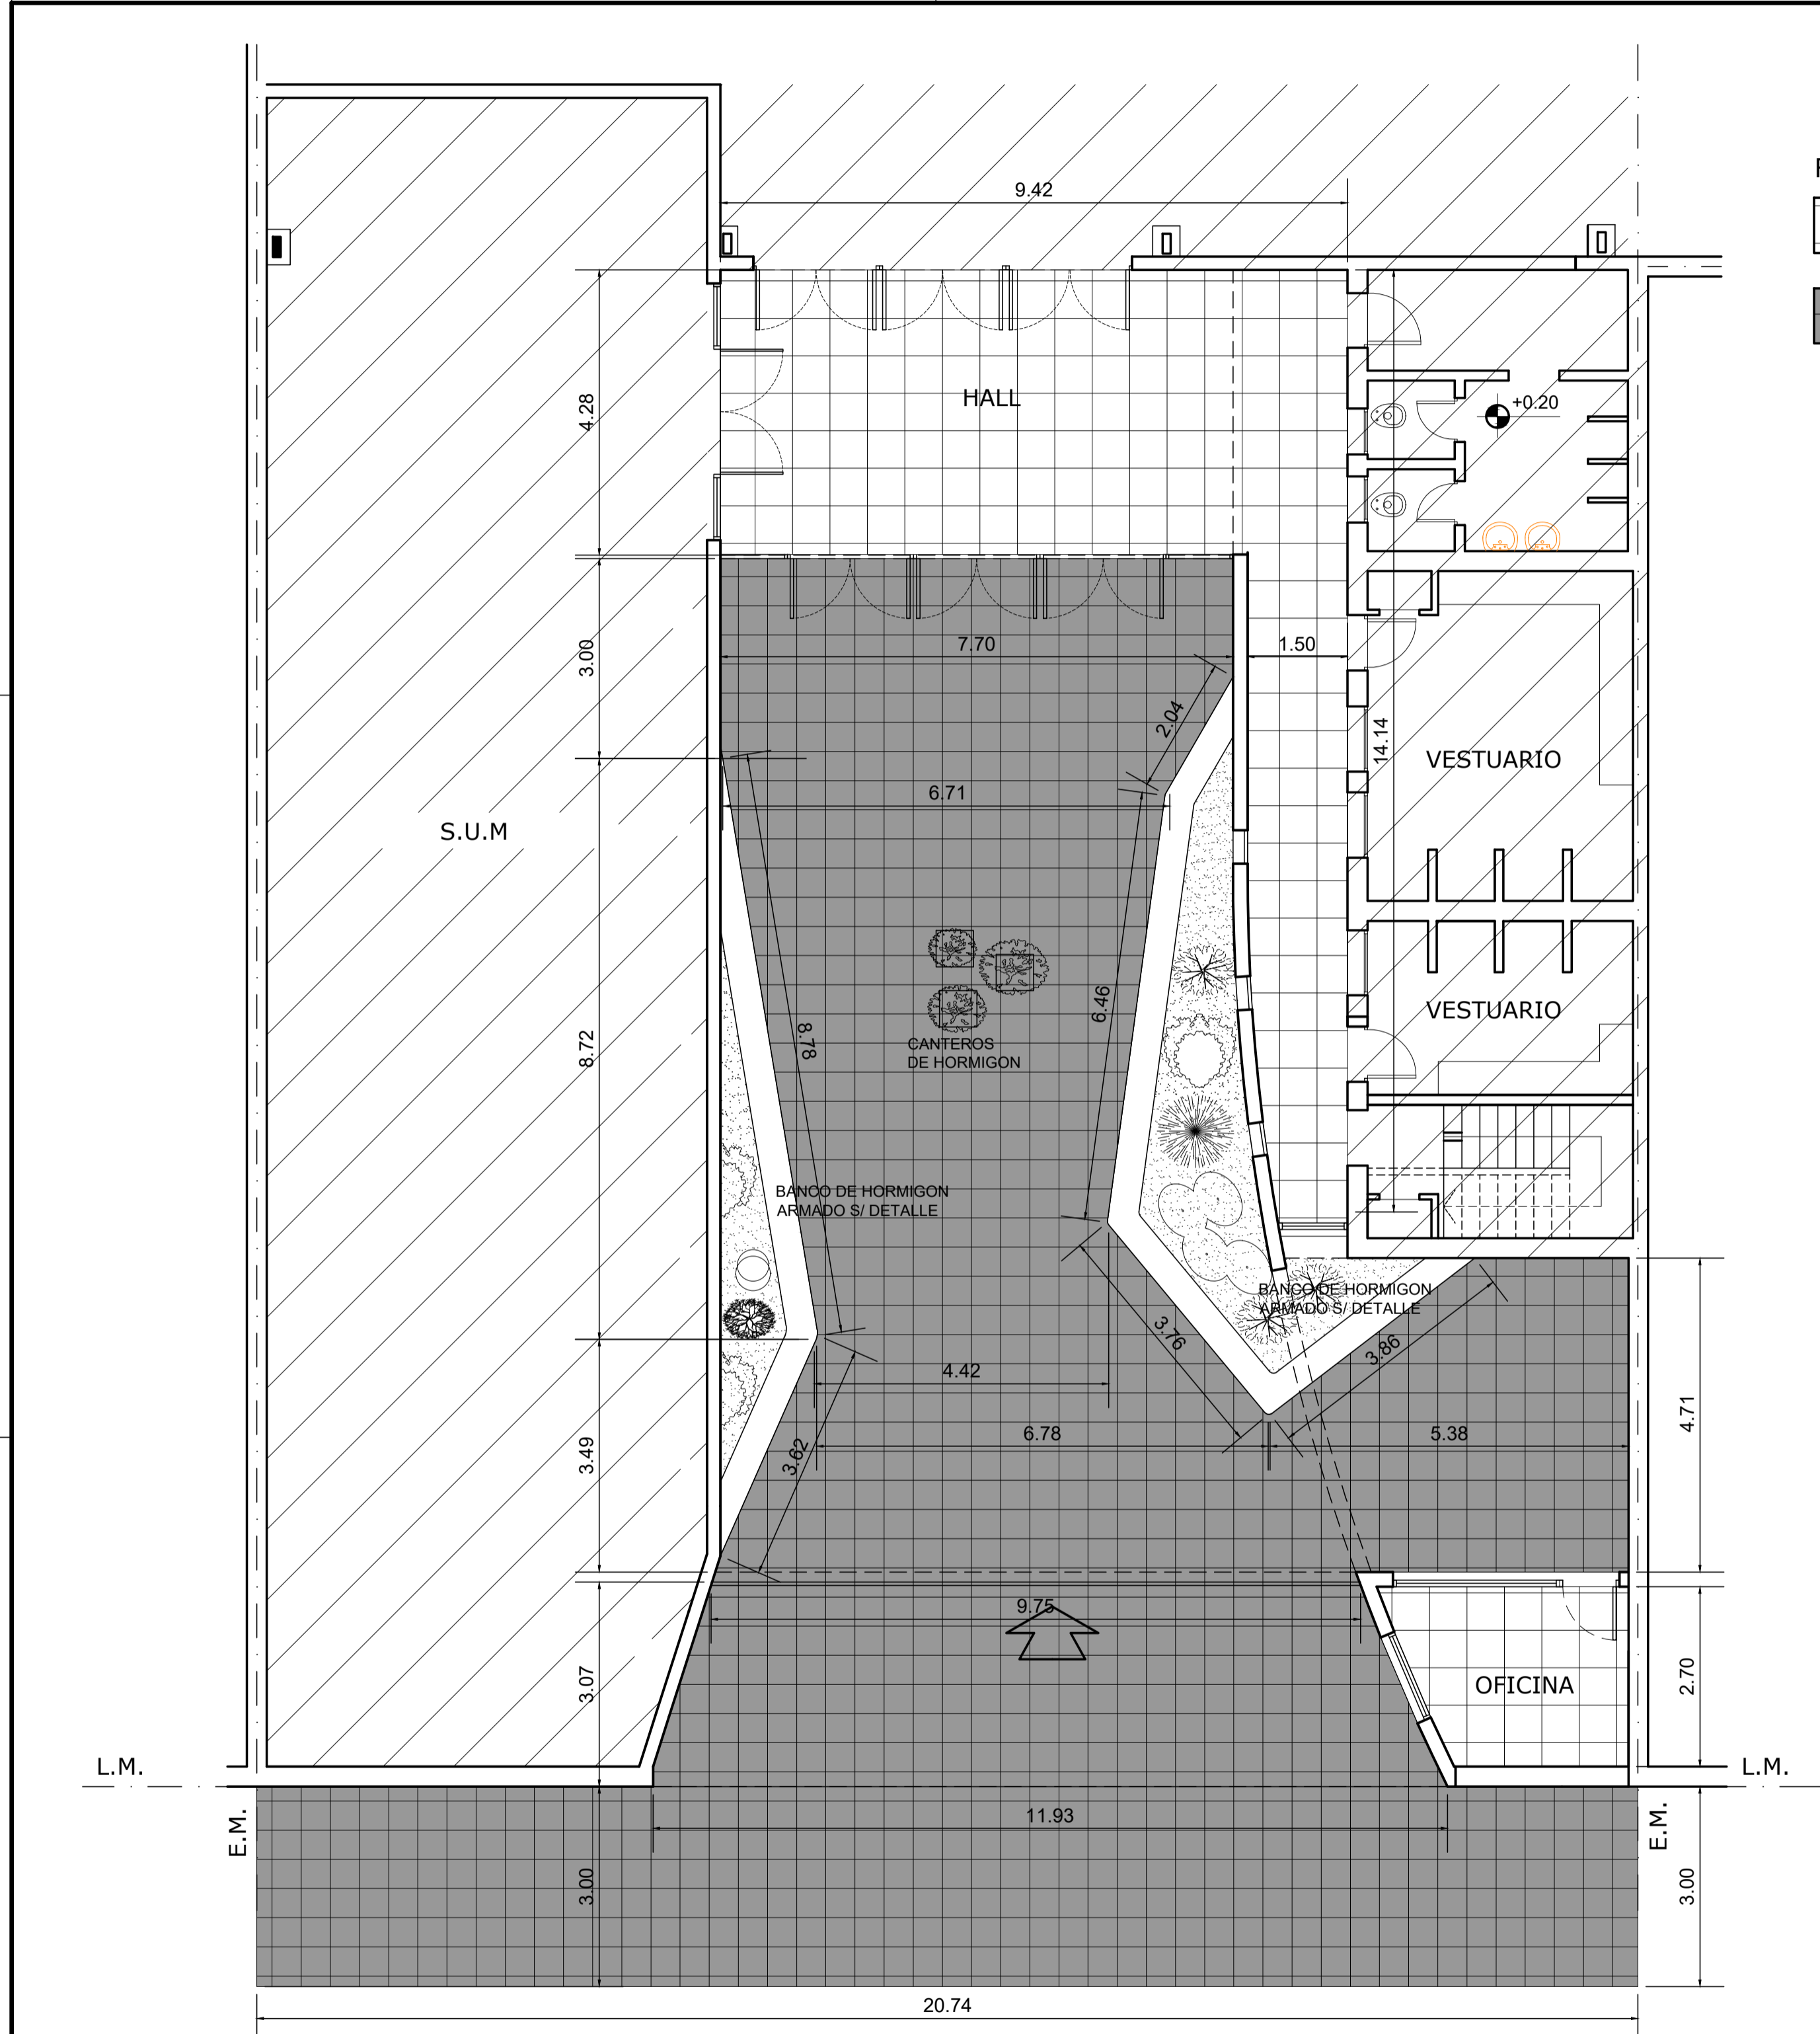 9.42
HALL
4.28
+0.20
3.00
7.70
1.50
2.04
14.14
VESTUARIO
6.71
S.U.M
8.78
6.46
8.72
CANTEROS
DE HORMIGON
VESTUARIO
BANCO DE HORMIGON
ARMADO S/ DETALLE
BANCO DE HORMIGON
ARMADO S/ DETALLE
3.76
3.86
4.42
4.71
6.78
5.38
3.62
3.49
9.75
3.07
OFICINA
2.70
L.M.
L.M.
E.M.
11.93
E.M.
3.00
3.00
20.74